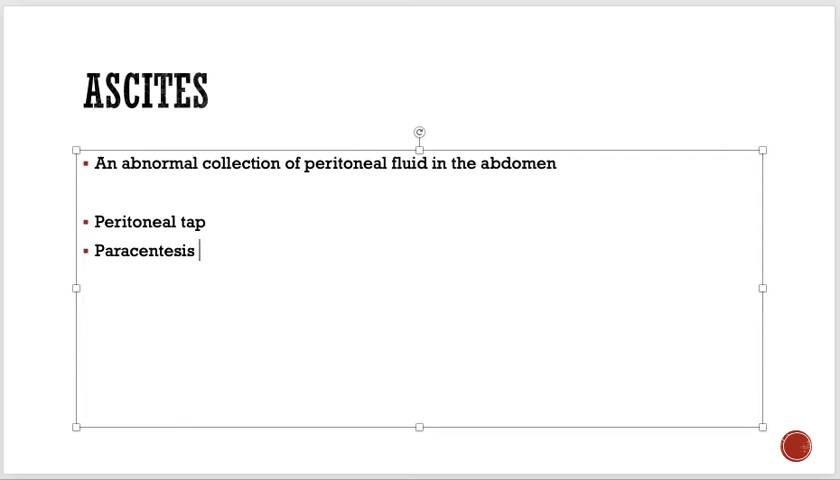 ASCITES
An abnormal collection of peritoneal fluid in the abdomen
Peritoneal tap
Paracentesis